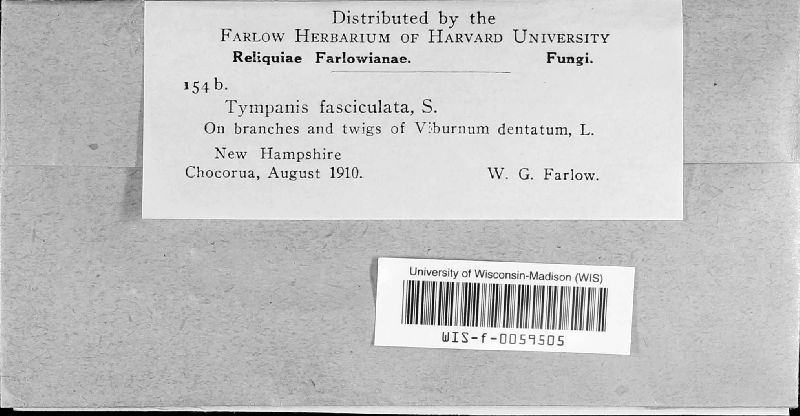 Distributed by the
Farlow Herbarium of Harvard University
Reliquiae Farlowianae. Fungi.
154b.
Tympanis fasciculata, S.
On branches and twigs of Viburnum dentatum, L.
New Hampshire
Chocorua, August 1910. W. G. Farlow.
University of Wisconsin-Madison (WIS)
WIS-f-0059505